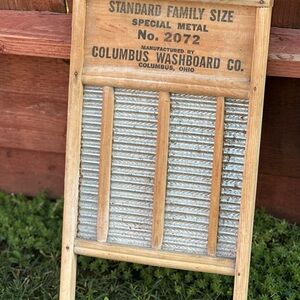 STANDARD FAMILY SIZE
SPECIAL METAL
No. 2072
MANUFACTURED BY
COLUMBUS WASHBOARD CO.
COLUMBUS, OHIO